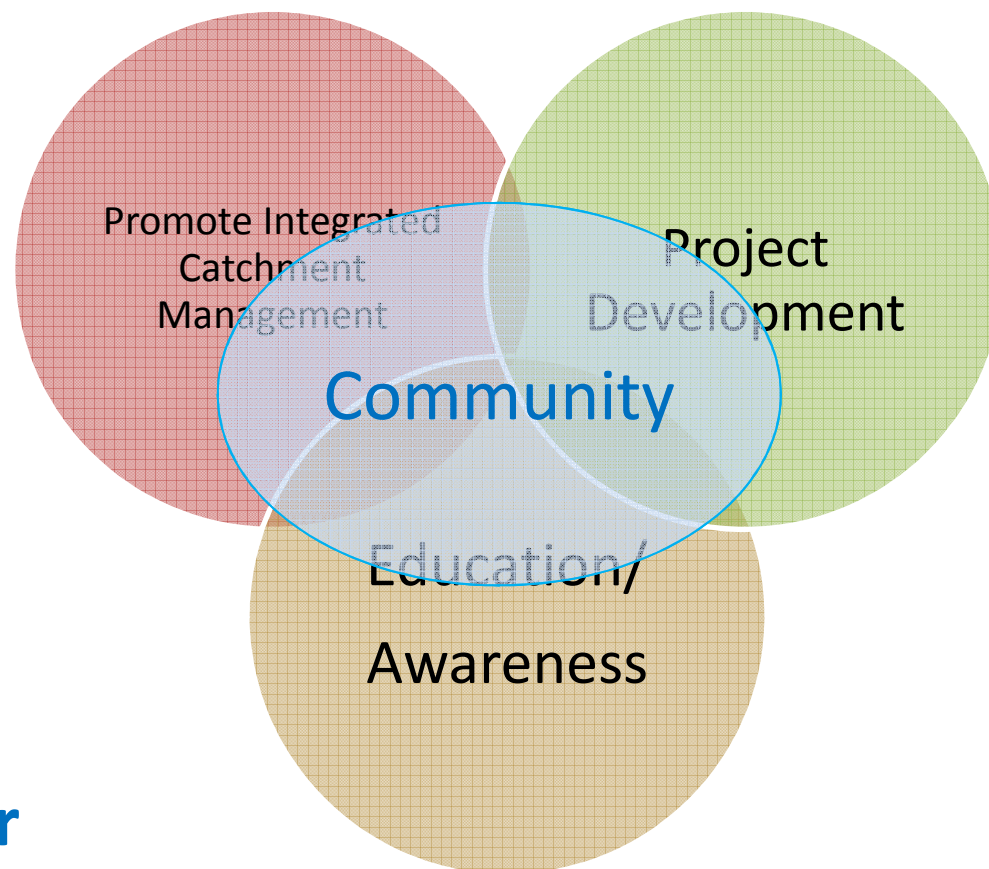 Promote Integrated
Catchment
Management
Project
Development
Community
Education/
Awareness
r